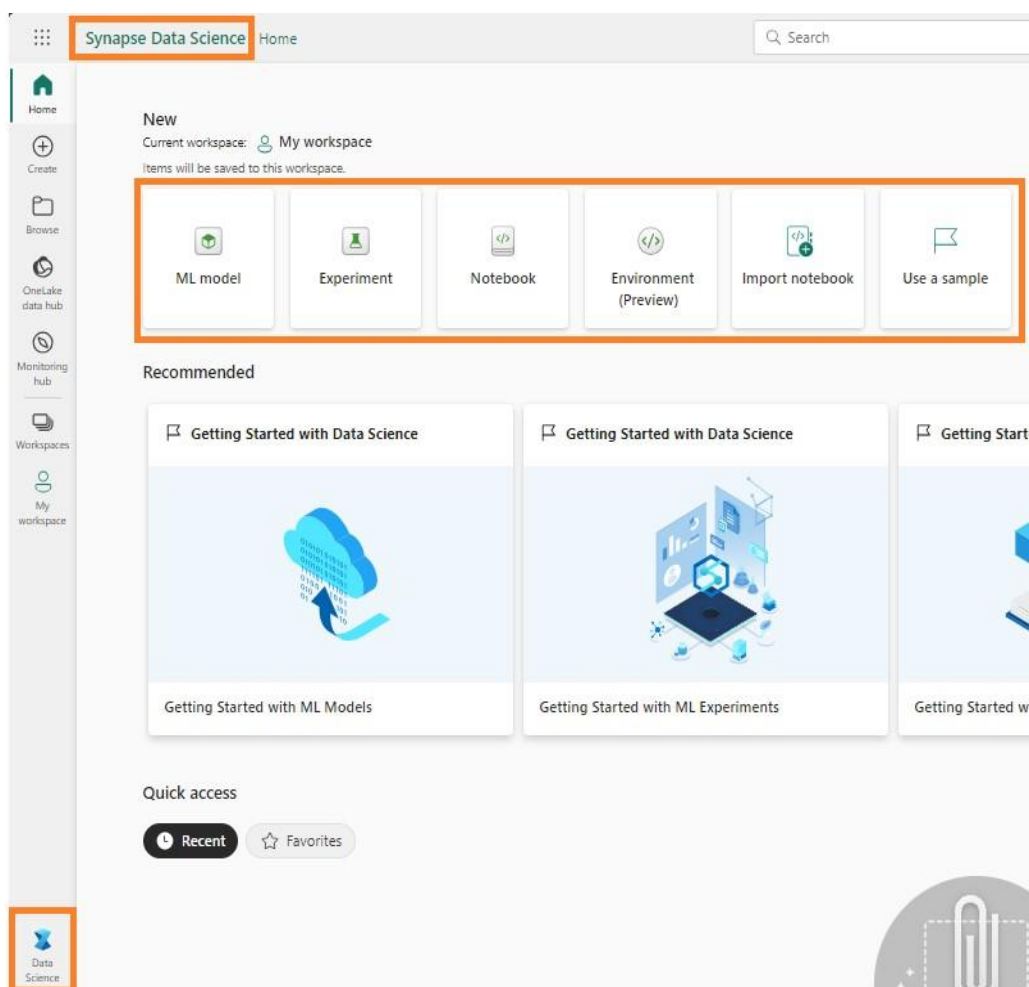 Synapse Data Science Home
Search
Home
Create
Browse
OneLake
data hub
Monitoring
hub
Workspaces
My
workspace
New
Current workspace: My workspace
Items will be saved to this workspace.
ML model
Experiment
Notebook
Environment
(Preview)
Import notebook
Use a sample
Recommended
Getting Started with Data Science
Getting Started with Data Science
Getting Start
Getting Started with ML Models
Getting Started with ML Experiments
Getting Started w
Quick access
Recent
Favorites
Data
Science